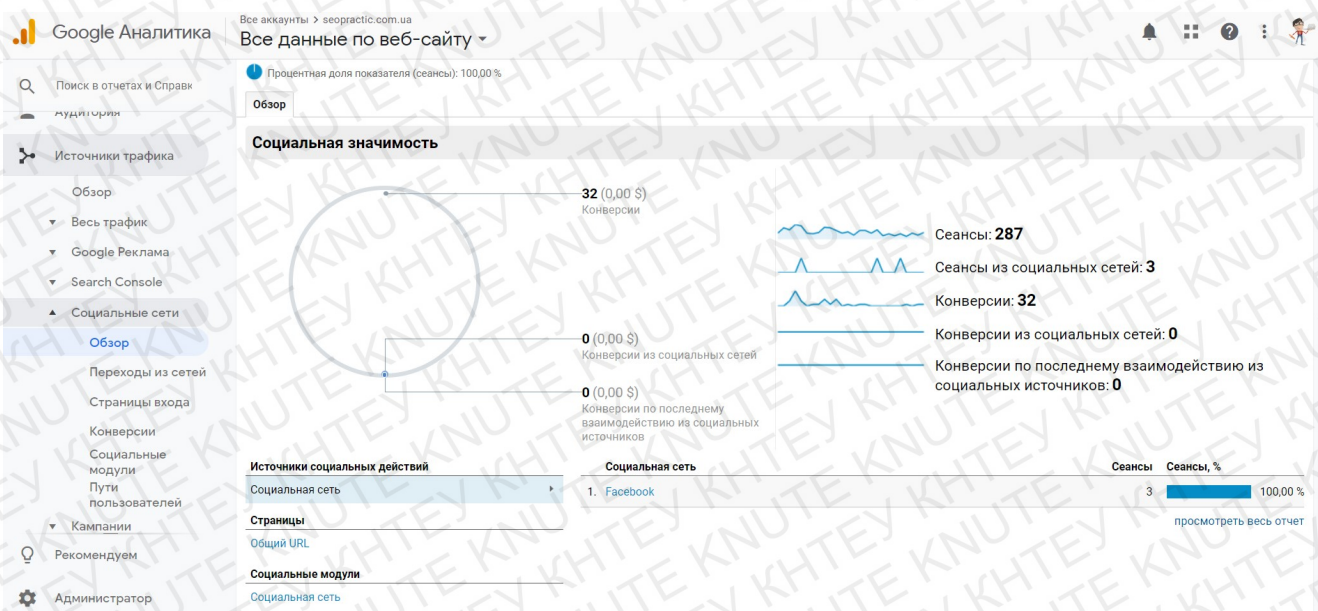 Google Аналитика
Все аккаунты > seopractic.com.ua
Все данные по веб-сайту
Поиск в отчетах и Справк
Аудитория
Источники трафика
Обзор
Весь трафик
Google Реклама
Search Console
Социальные сети
Обзор
Переходы из сетей
Страницы входа
Конверсии
Социальные
модули
Пути
пользователей
Кампании
Рекомендуем
Администратор
Процентная доля показателя (сеансы): 100,00 %
Обзор
Социальная значимость
32 (0,00 $)
Конверсии
0 (0,00 $)
Конверсии из социальных сетей
0 (0,00 $)
Конверсии по последнему
взаимодействию из социальных
источников
Сеансы: 287
Сеансы из социальных сетей: 3
Конверсии: 32
Конверсии из социальных сетей: 0
Конверсии по последнему взаимодействию из
социальных источников: 0
Источники социальных действий
Социальная сеть
Страницы
Общий URL
Социальные модули
Социальная сеть
Социальная сеть Сеансы Сеансы, %
1. Facebook 3 100,00 %
просмотреть весь отчет
KNUTE KHTEY